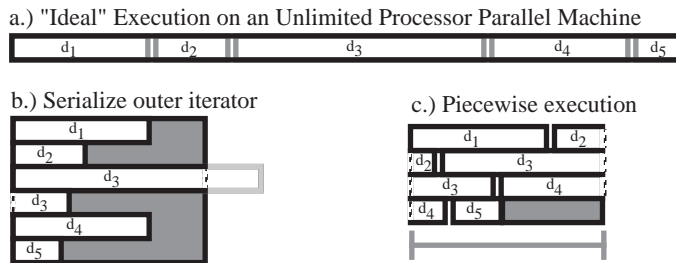 a.) "Ideal" Execution on an Unlimited Processor Parallel Machine
d1 d2 d3 d4 d5
b.) Serialize outer iterator
d1
d2
d3
d3
d4
d5
c.) Piecewise execution
d1 d2
d2 d3
d3 d4
d4 d5